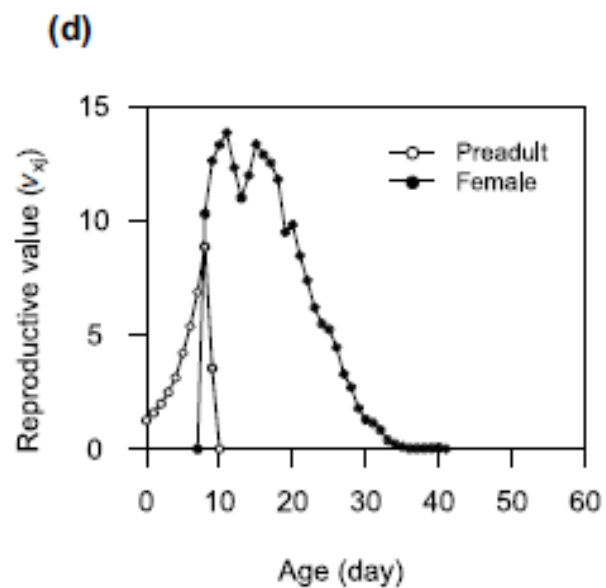 (d)
Reproductive value (vxj)
15
10
5
0
Preadult
Female
0 10 20 30 40 50 60
Age (day)